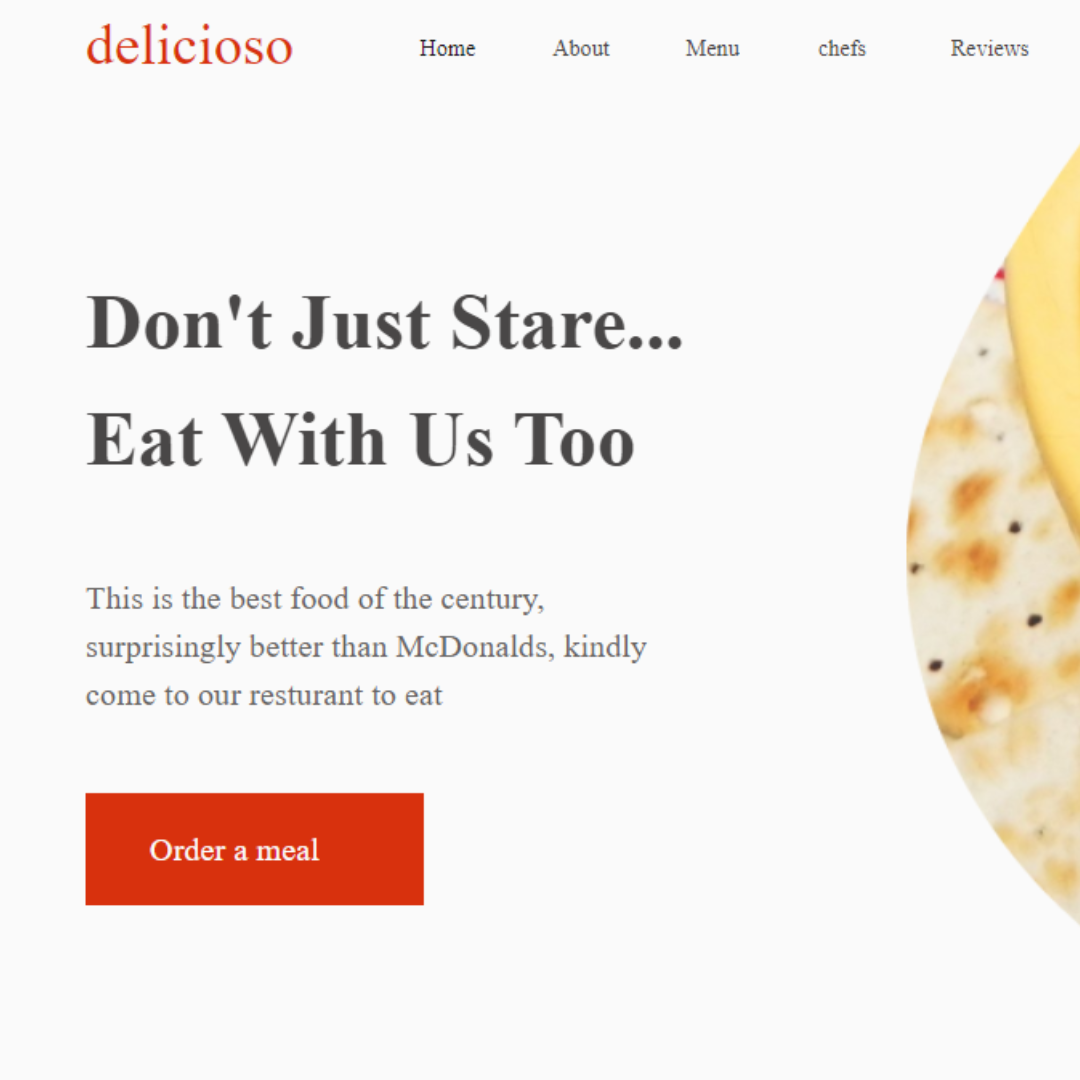 delicioso
Home About Menu chefs Reviews
Don't Just Stare...
Eat With Us Too
This is the best food of the century,
surprisingly better than McDonalds, kindly
come to our resturant to eat
Order a meal